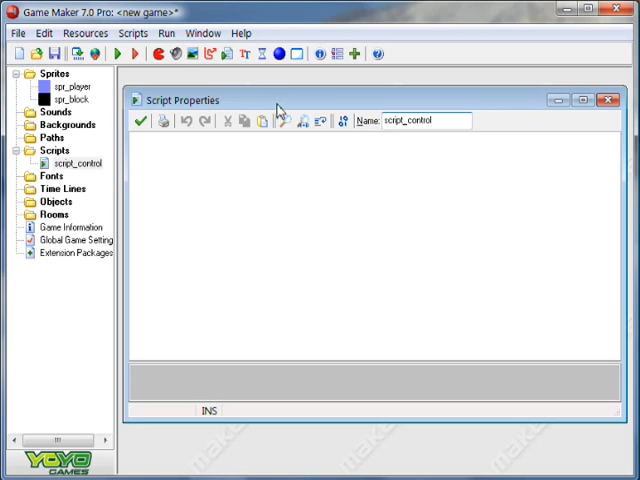 Game Maker 7.0 Pro: <new game>*
File Edit Resources Scripts Run Window Help
Sprites
spr_player
spr_block
Sounds
Backgrounds
Paths
Scripts
script_control
Fonts
Time Lines
Objects
Rooms
Game Information
Global Game Setting
Extension Packages
YOYO
GAMES
Script Properties
Name: script_control
INS